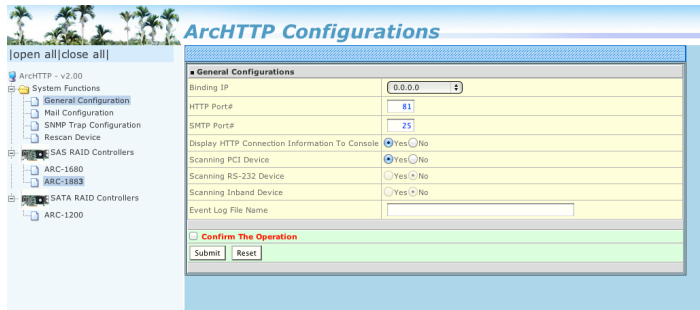 ArcHTTP Configurations
|open all|close all|
ArcHTTP - v2.00
System Functions
General Configuration
Mail Configuration
SNMP Trap Configuration
Rescan Device
SAS RAID Controllers
ARC-1680
ARC-1883
SATA RAID Controllers
ARC-1200
General Configurations
Binding IP 0.0.0.0
HTTP Port# 81
SMTP Port# 25
Display HTTP Connection Information To Console Yes No
Scanning PCI Device Yes No
Scanning RS-232 Device Yes No
Scanning Inband Device Yes No
Event Log File Name
Confirm The Operation
Submit Reset